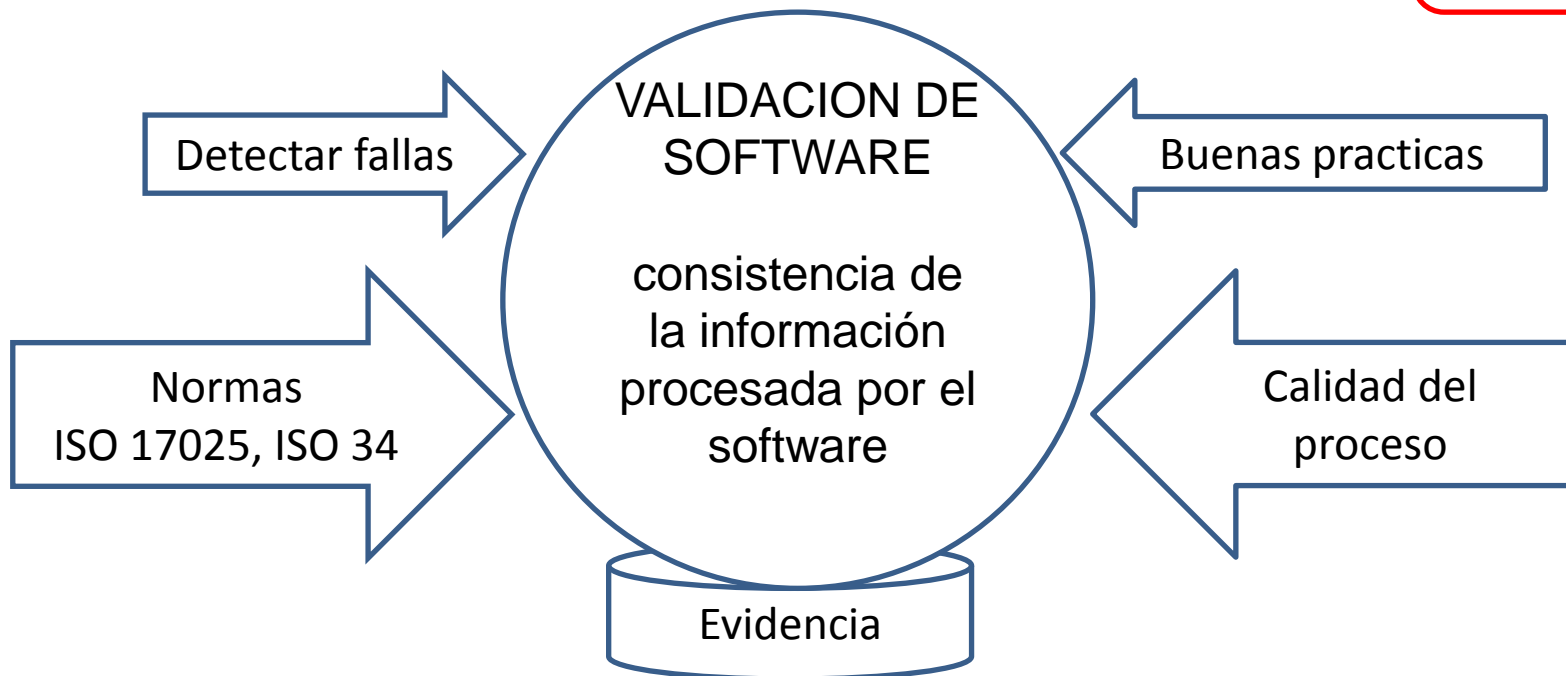 VALIDACION DE
SOFTWARE
consistencia de
la información
procesada por el
software
Detectar fallas
Buenas practicas
Normas
ISO 17025, ISO 34
Calidad del
proceso
Evidencia